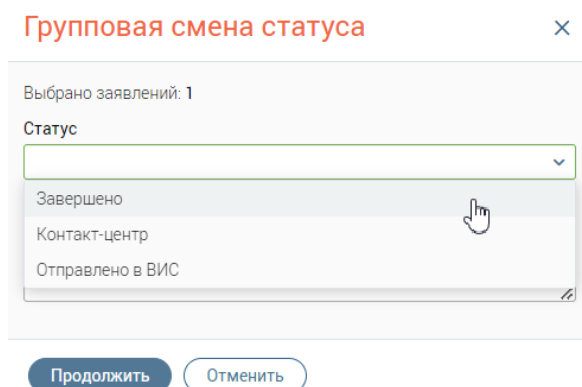 Групповая смена статуса
Выбрано заявлений: 1
Статус
Завершено
Контакт-центр
Отправлено в ВИС
Продолжить
Отменить